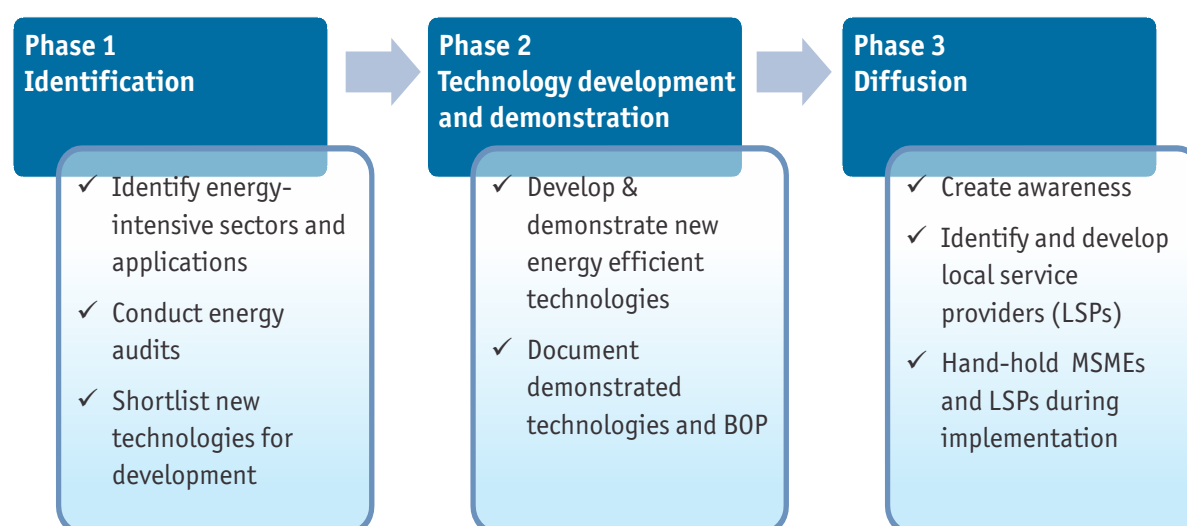 Phase 1
Identification
✓ Identify energy-
intensive sectors and
applications
✓ Conduct energy
audits
✓ Shortlist new
technologies for
development
Phase 2
Technology development
and demonstration
✓ Develop &
demonstrate new
energy efficient
technologies
✓ Document
demonstrated
technologies and BOP
Phase 3
Diffusion
✓ Create awareness
✓ Identify and develop
local service
providers (LSPs)
✓ Hand-hold MSMEs
and LSPs during
implementation